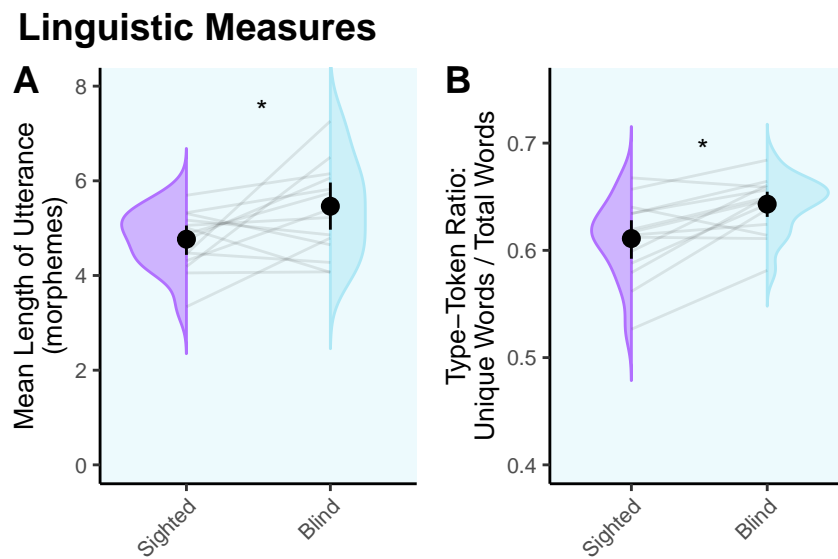 Linguistic Measures
A
Mean Length of Utterance
(morphemes)
8
6
4
2
0
*
Sighted
Blind
B
Type−Token Ratio:
Unique Words / Total Words
0.7
0.6
0.5
0.4
*
Sighted
Blind